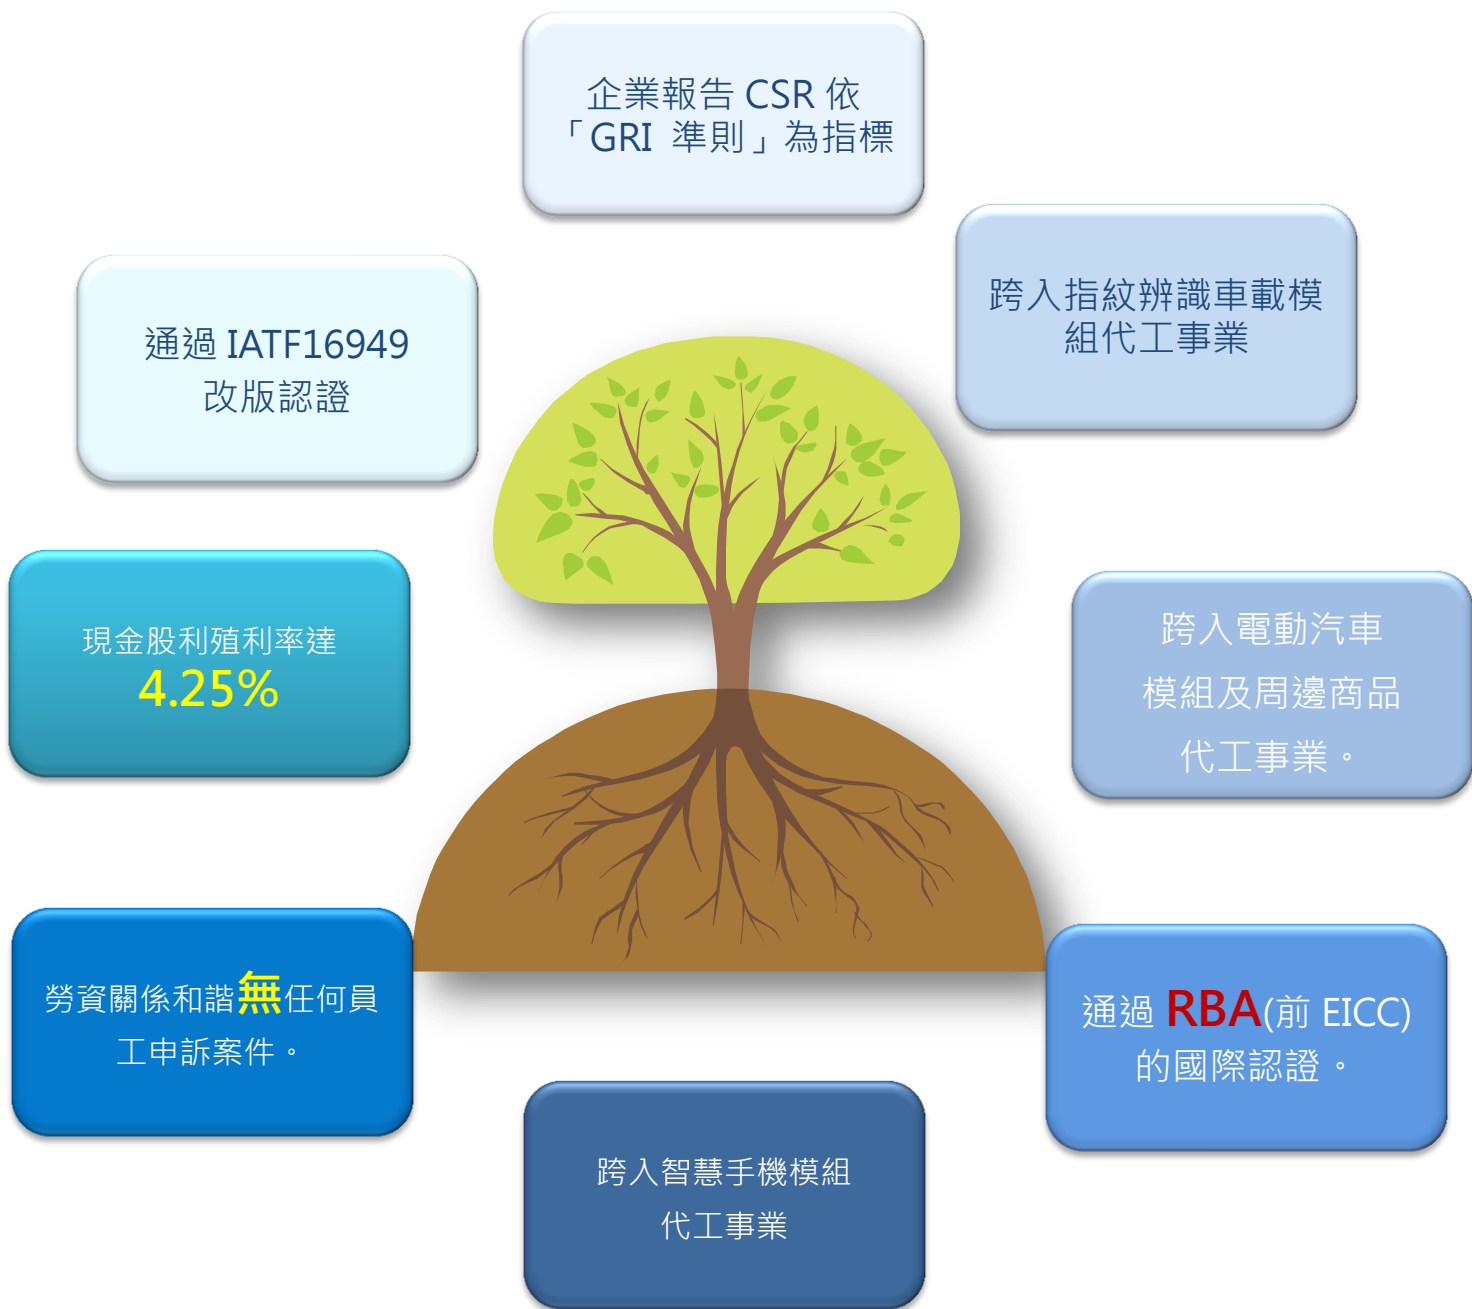 企業報告 CSR 依
「GRI 準則」為指標
跨入指紋辨識車載模
組代工事業
通過 IATF16949
改版認證
跨入電動汽車
模組及周邊商品
代工事業。
現金股利殖利率達
4.25%
通過 RBA(前 EICC)
的國際認證。
勞資關係和諧無任何員
工申訴案件。
跨入智慧手機模組
代工事業